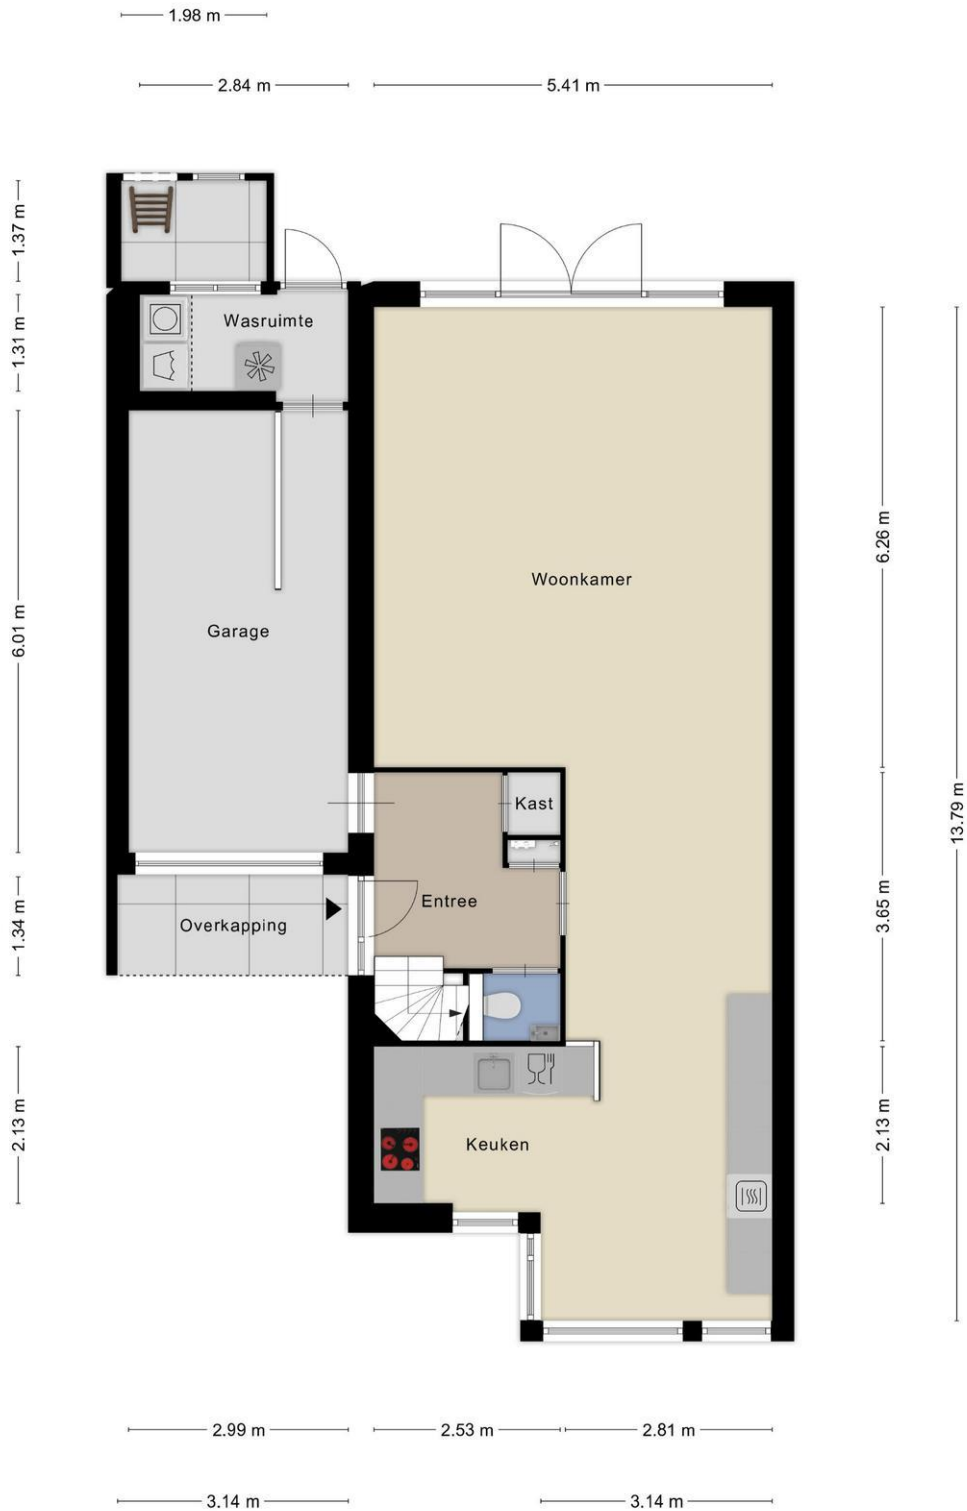 1.98 m
2.84 m
5.41 m
1.37 m
1.31 m
Wasruimte
6.26 m
Woonkamer
6.01 m
Garage
13.79 m
Kast
3.65 m
Entree
1.34 m
Overkapping
2.13 m
2.13 m
Keuken
2.99 m
2.53 m
2.81 m
3.14 m
3.14 m